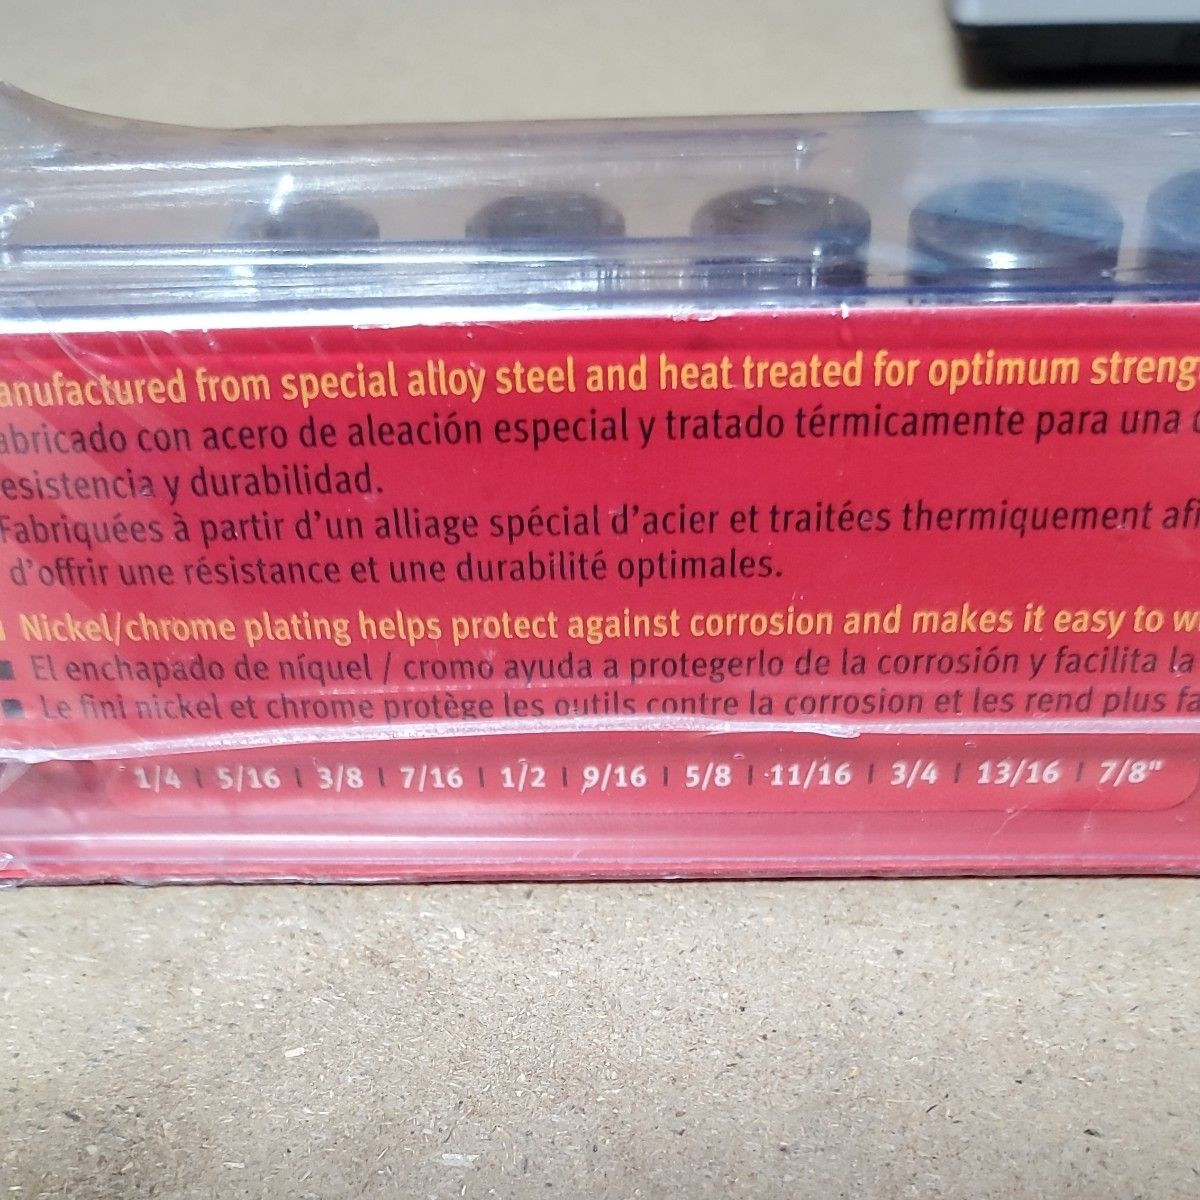 anufactured from special alloy steel and heat treated for optimum streng
abricado con acero de aleación especial y tratado térmicamente para una
esistencia y durabilidad.
Fabriquées à partir d'un alliage spécial d'acier et traitées thermiquement afi
d'offrir une résistance et une durabilité optimales.
Nickel/chrome plating helps protect against corrosion and makes it easy to w
■ El enchapado de níquel / cromo ayuda a protegerlo de la corrosión y facilita la
■ Le fini nickel et chrome protège les outils contre la corrosion et les rend plus fa
1/4 | 5/16 | 3/8 | 7/16 | 1/2 | 9/16 | 5/8 | 11/16 | 3/4 | 13/16 | 7/8"